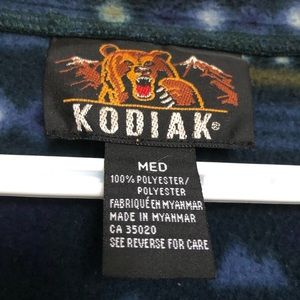 KODIAK®
MED
100% POLYESTER/
POLYESTER
FABRIQUÉ EN MYANMAR
MADE IN MYANMAR
CA 35020
SEE REVERSE FOR CARE